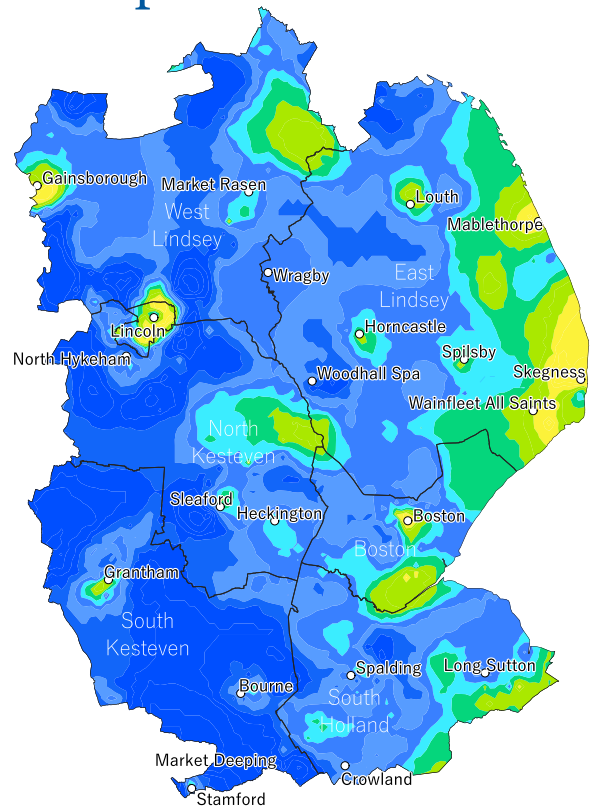 Gainsborough
Market Rasen
West
Lindsey
Louth
Mablethorpe
Wragby
East
Lindsey
Lincoln
Horncastle
North Hykeham
Spilsby
Woodhall Spa
Skegness
Wainfleet All Saints
North
Kesteven
Sleaford
Heckington
Boston
Boston
Grantham
South
Kesteven
Spalding
Long Sutton
Bourne
South
Holland
Market Deeping
Crowland
Stamford